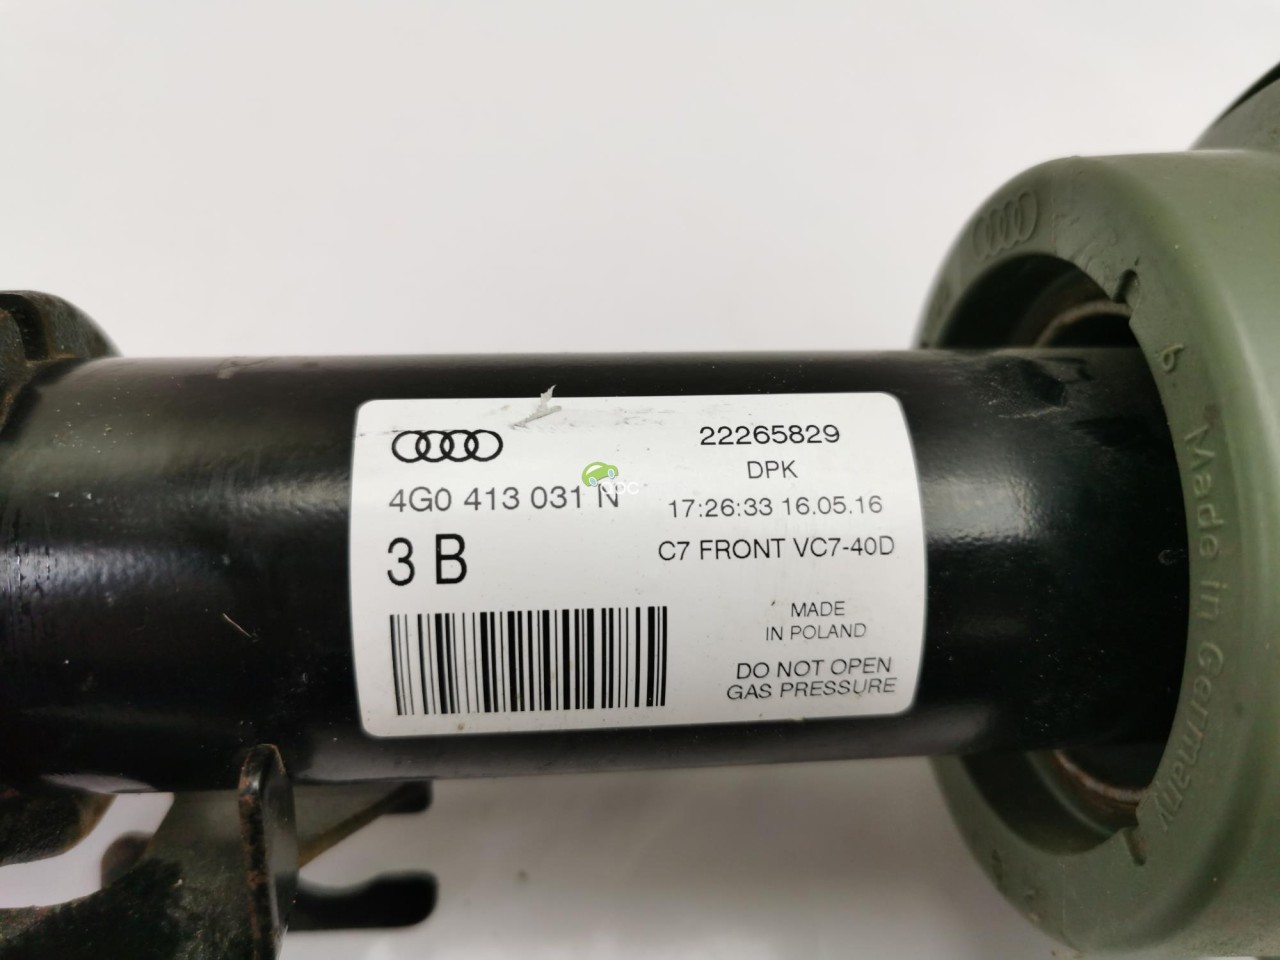 22265829
DPK
4G0 413 031 N
17:26:33 16.05.16
3 B
C7 FRONT VC7-40D
MADE
IN POLAND
DO NOT OPEN
GAS PRESSURE
Made in Germany